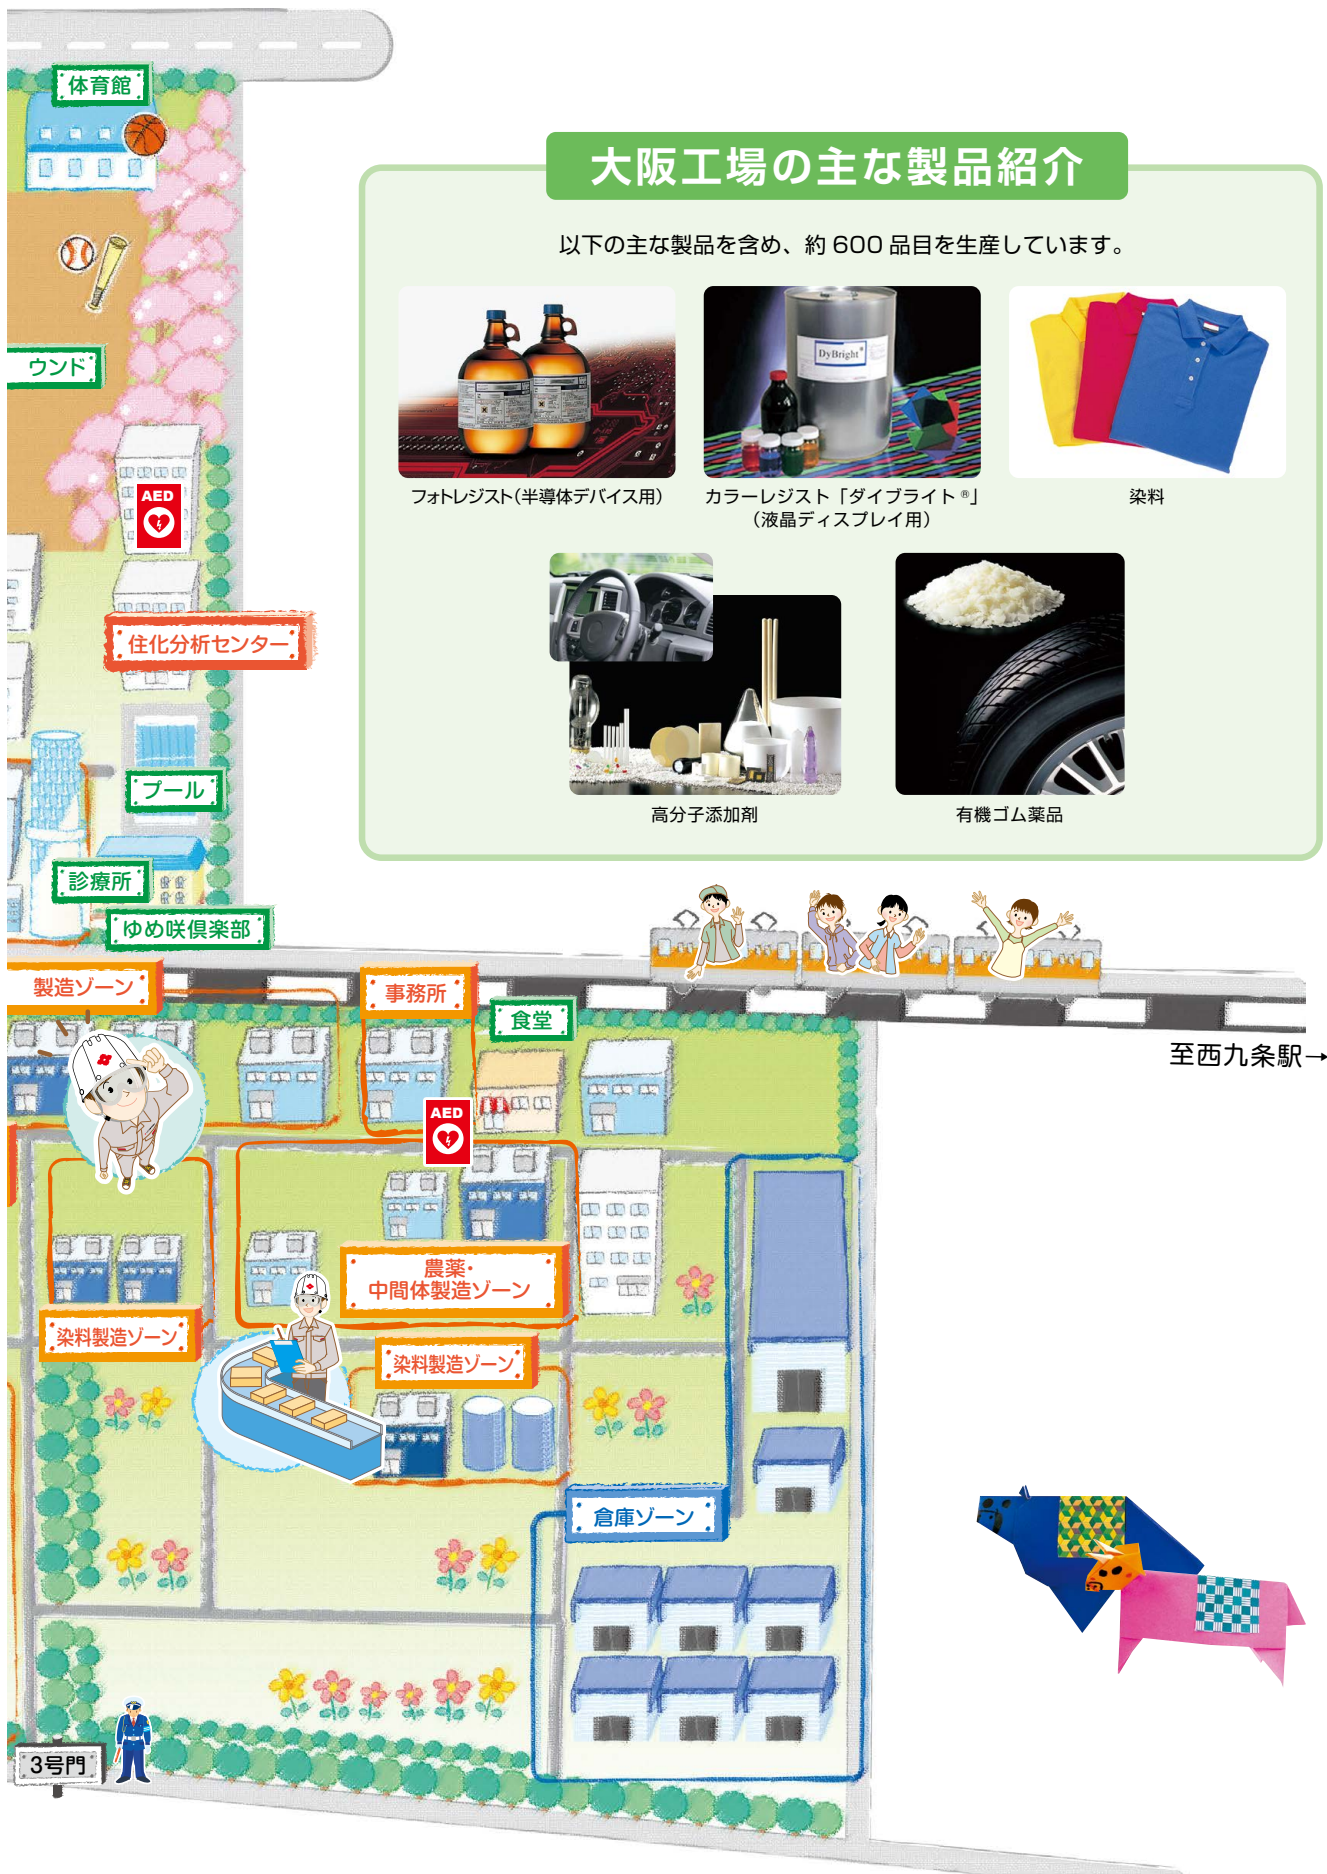 体育館
大阪工場の主な製品紹介
以下の主な製品を含め、約 600 品目を生産しています。
ウンド
DyBright®
フォトレジスト(半導体デバイス用)
カラーレジスト「ダイブライト®」
(液晶ディスプレイ用)
染料
AED
住化分析センター
プール
高分子添加剤
有機ゴム薬品
診療所
ゆめ咲倶楽部
製造ゾーン
事務所
食堂
至西九条駅→
AED
農薬・
中間体製造ゾーン
染料製造ゾーン
染料製造ゾーン
倉庫ゾーン
3号門